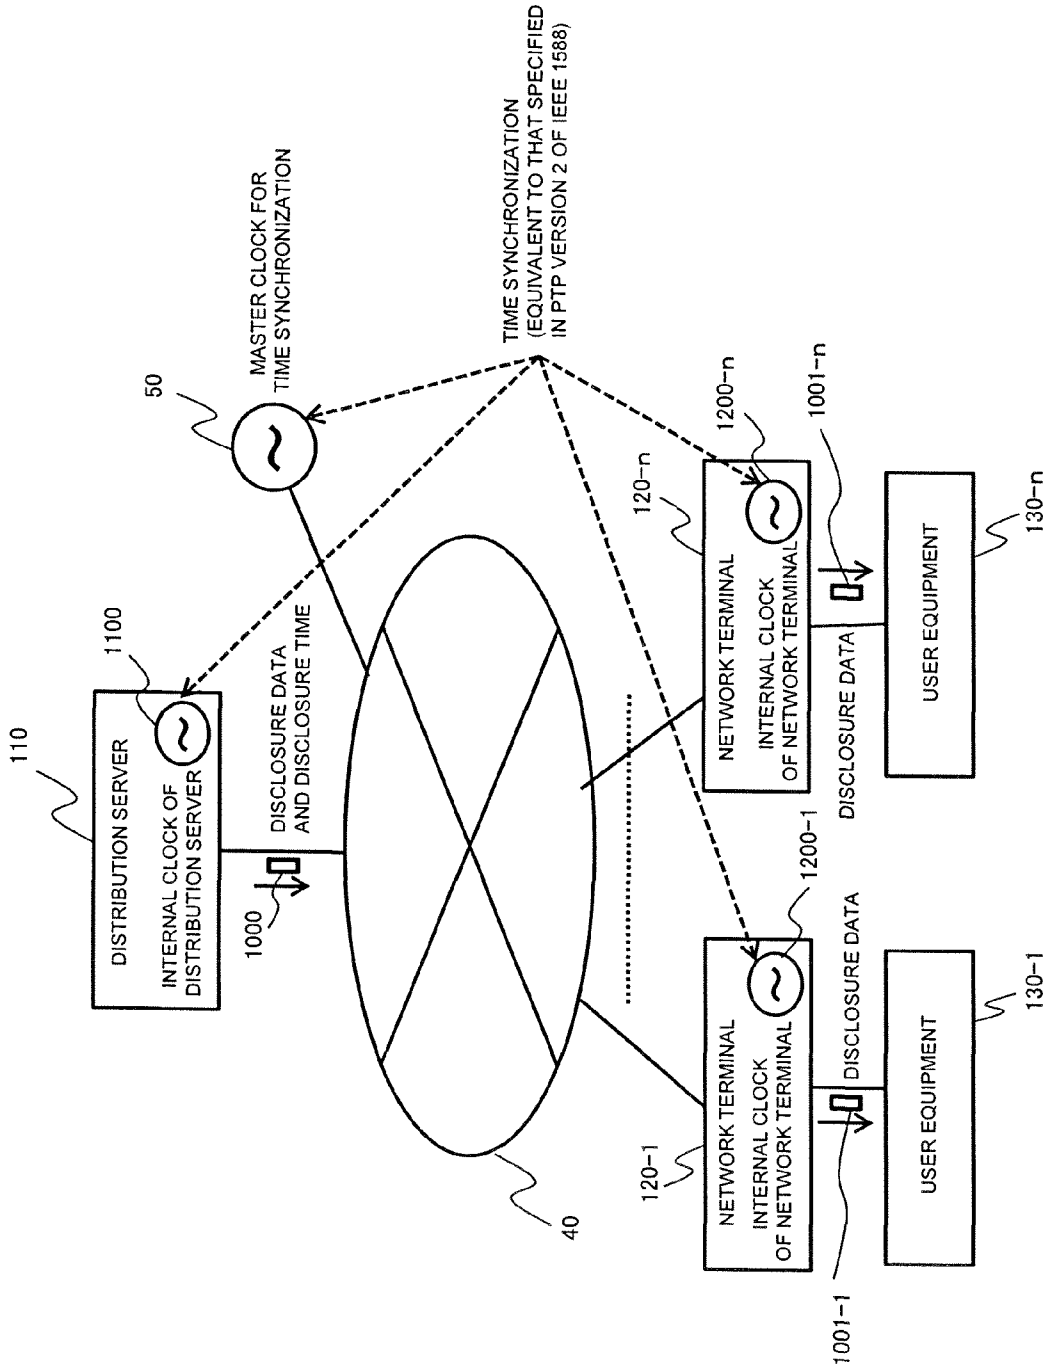 110
DISTRIBUTION SERVER
INTERNAL CLOCK OF
DISTRIBUTION SERVER
1100
1000
DISCLOSURE DATA
AND DISCLOSURE TIME
50
MASTER CLOCK FOR
TIME SYNCHRONIZATION
TIME SYNCHRONIZATION
(EQUIVALENT TO THAT SPECIFIED
IN PTP VERSION 2 OF IEEE 1588)
40
120-1
NETWORK TERMINAL
INTERNAL CLOCK
OF NETWORK TERMINAL
1200-1
1001-1
DISCLOSURE DATA
USER EQUIPMENT
130-1
120-n
NETWORK TERMINAL
INTERNAL CLOCK
OF NETWORK TERMINAL
1200-n
1001-n
DISCLOSURE DATA
USER EQUIPMENT
130-n